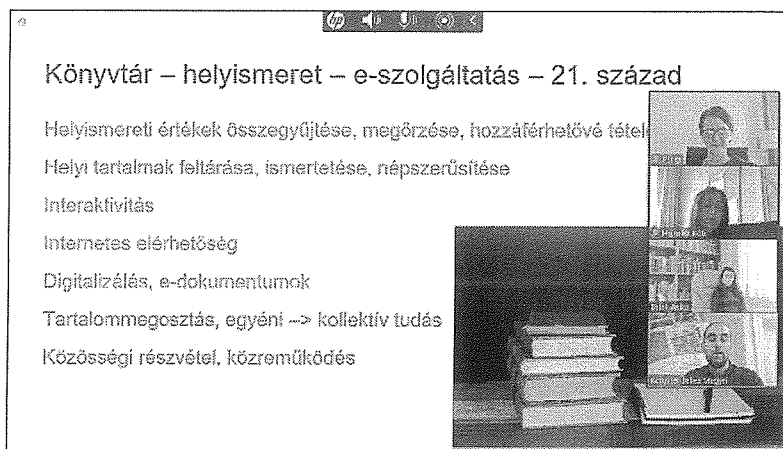 hp
Könyvtár – helyismeret – e-szolgáltatás – 21. század
Helyismereti értékek összegyűjtése, megőrzése, hozzáférhetővé tétele
Helyi tartalmak feltárása, ismertetése, népszerűsítése
Interaktivitás
Internetes elérhetőség
Digitalizálás, e-dokumentumok
Tartalommegosztás, egyéni –> kollektív tudás
Közösségi részvétel, közreműködés